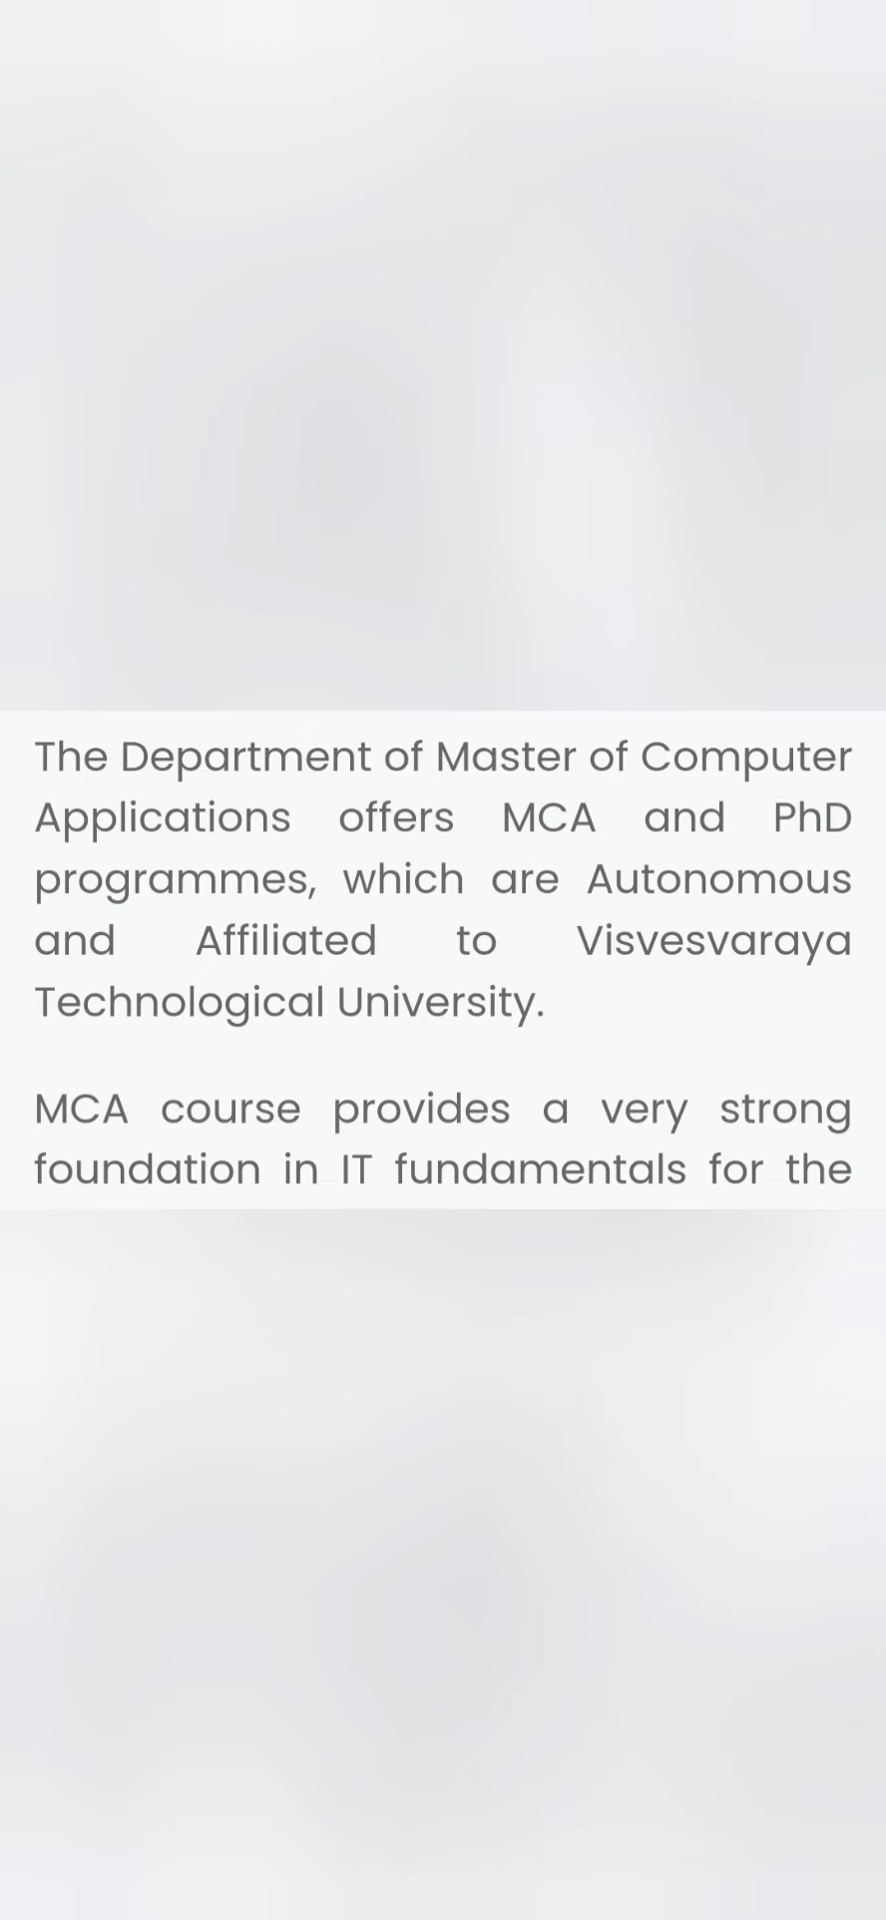 The Department of Master of Computer
Applications offers MCA and PhD
programmes, which are Autonomous
and Affiliated to Visvesvaraya
Technological University.
MCA course provides a very strong
foundation in IT fundamentals for the